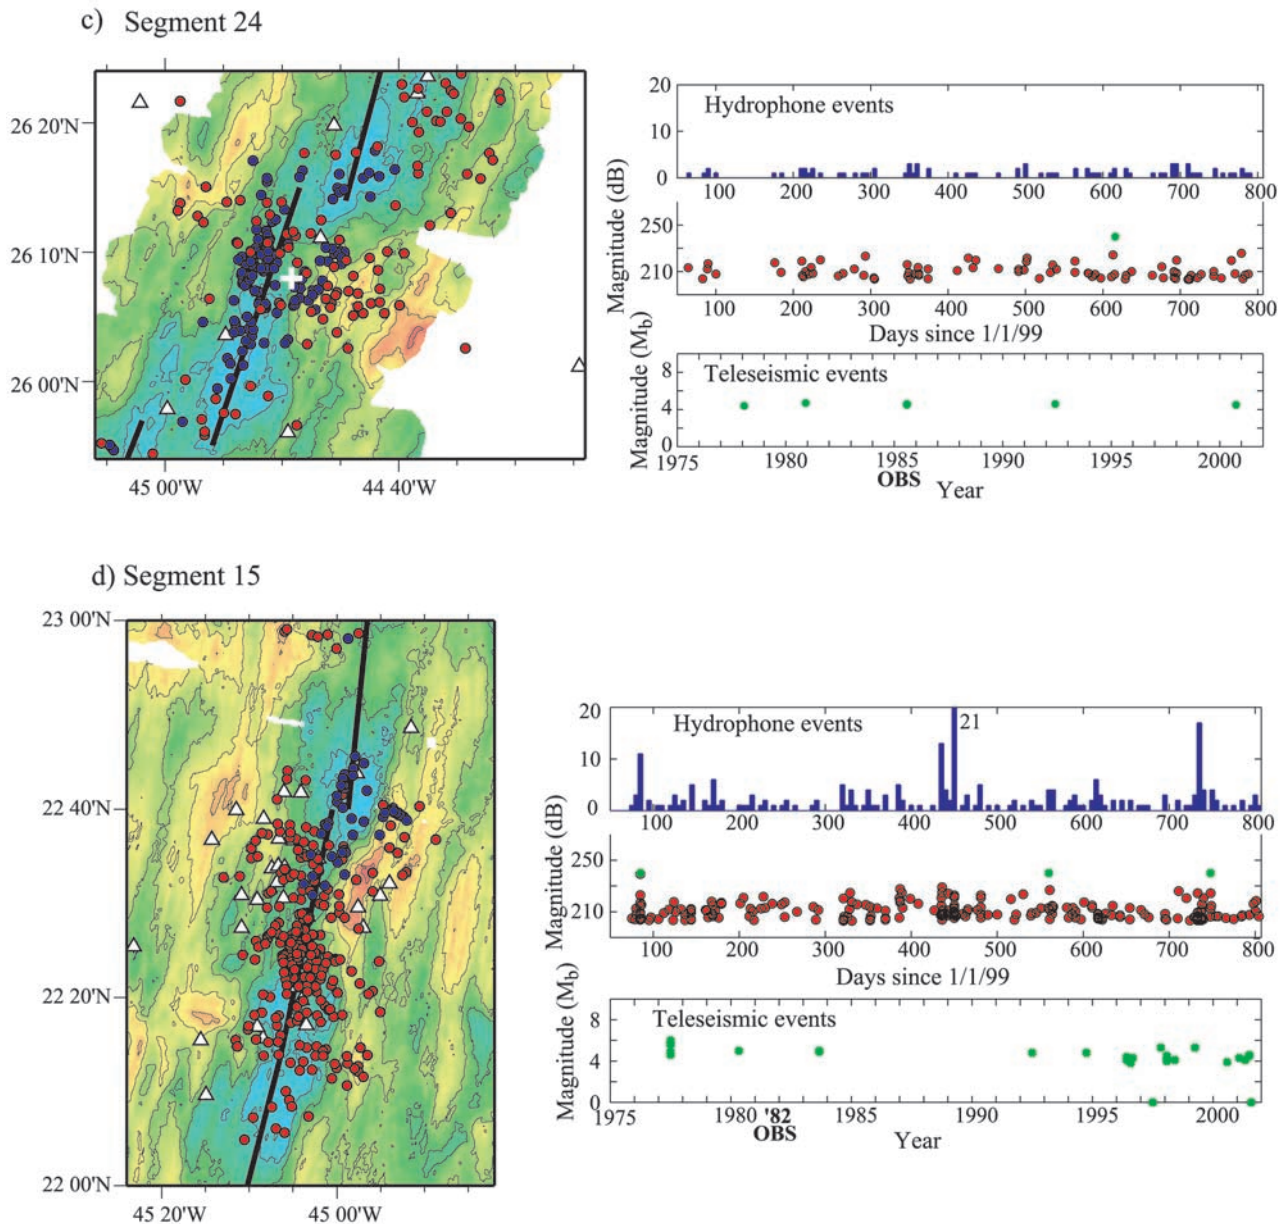 c) Segment 24
26 20'N
26 10'N
26 00'N
45 00'W 44 40'W
20
10
0
Hydrophone events
100 200 300 400 500 600 700 800
Magnitude (dB)
250
210
100 200 300 400 500 600 700 800
Days since 1/1/99
Magnitude (Mb)
8
4
0
Teleseismic events
1975 1980 1985 1990 1995 2000
OBS
Year
d) Segment 15
23 00'N
22 40'N
22 20'N
22 00'N
45 20'W 45 00'W
20
10
0
Hydrophone events
21
100 200 300 400 500 600 700 800
Magnitude (dB)
250
210
100 200 300 400 500 600 700 800
Days since 1/1/99
Magnitude (Mb)
8
4
0
Teleseismic events
1975 1980 '82 1985 1990 1995 2000
OBS
Year